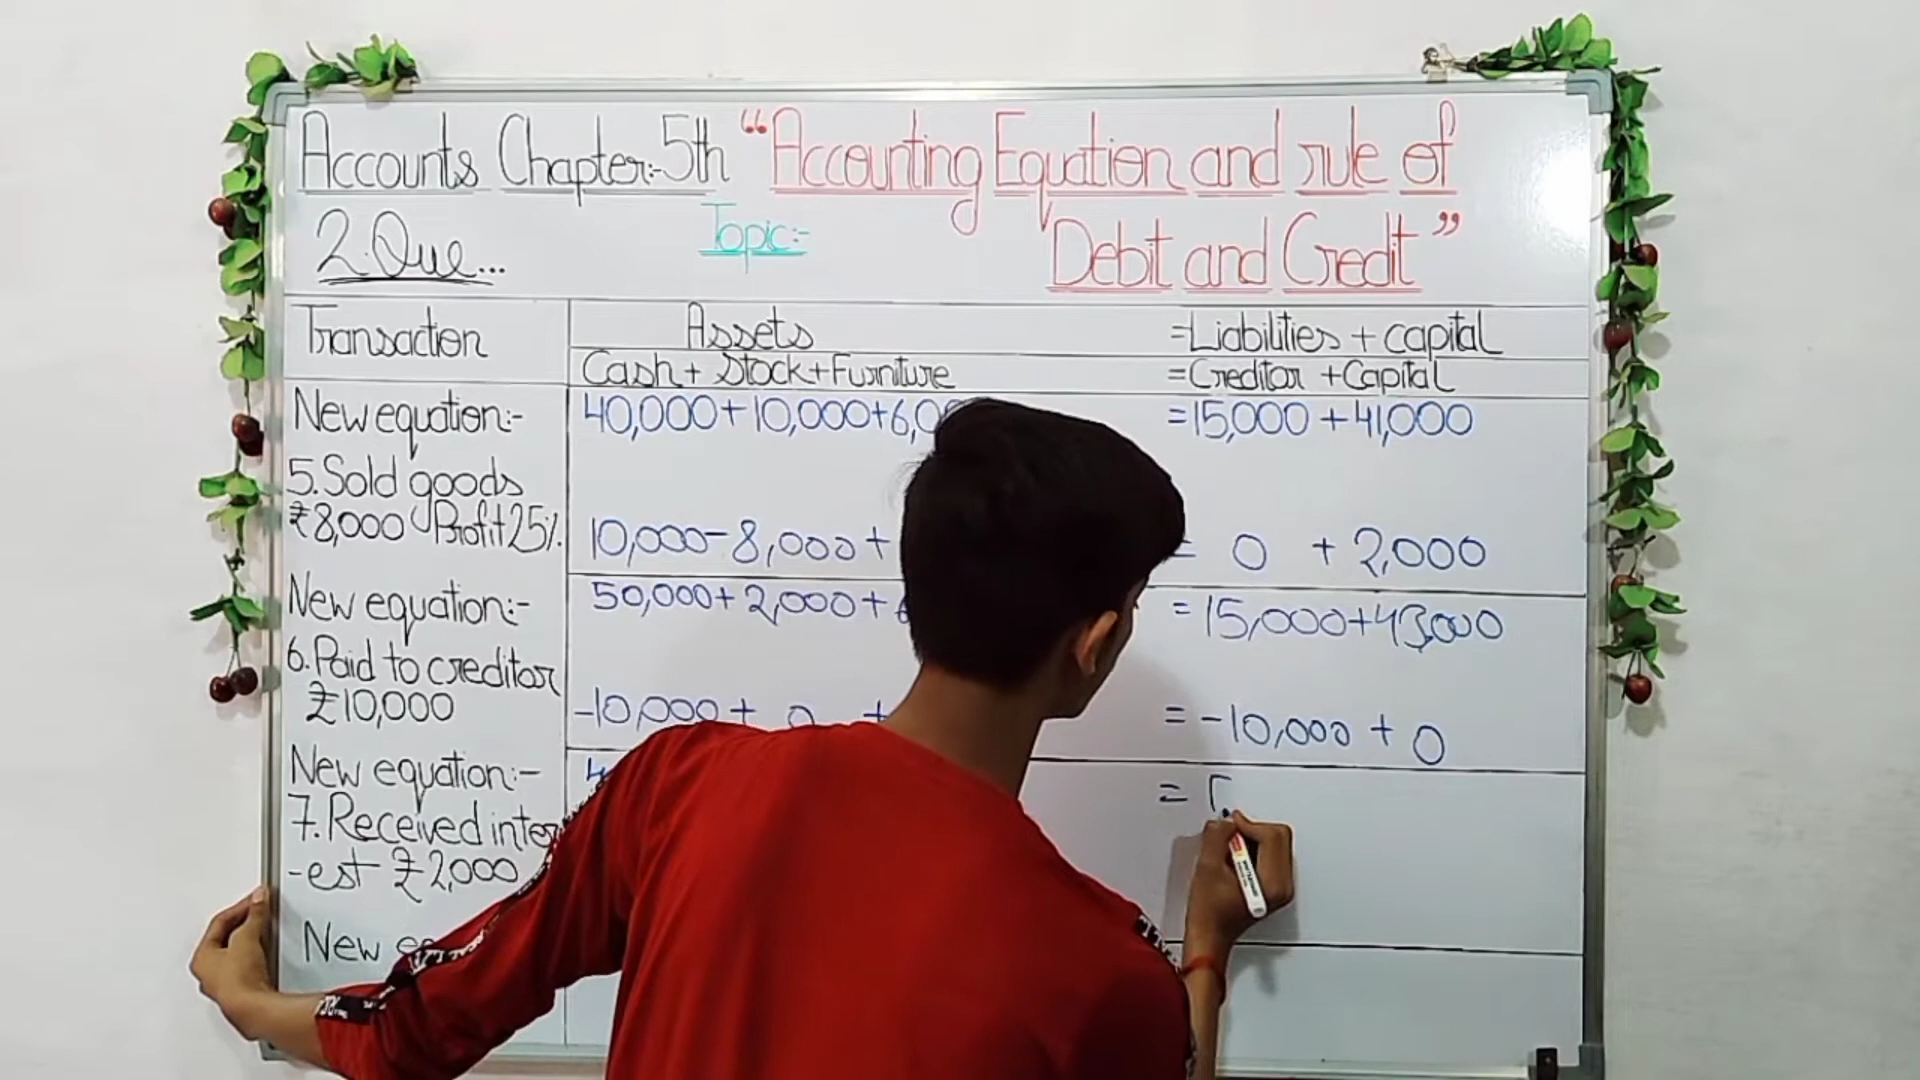 Accounts Chapter:-5th "Accounting Equation and rule of
2.Que... Topic:- Debit and Credit"
Transaction Assets =Liabilities + capital
Cash + Stock+Furniture =Creditor +Capital
New equation:- 40,000+10,000+6,0 =15,000 +41,000
5.Sold goods
₹8,000 Profit 25%. 10,000-8,000+ = 0 + 2,000
New equation:- 50,000+2,000+ =15,000+43,000
6.Paid to creditor
₹10,000 -10,000+ 0 + = -10,000 + 0
New equation:- 4 =
7.Received inter
-est ₹2,000
New